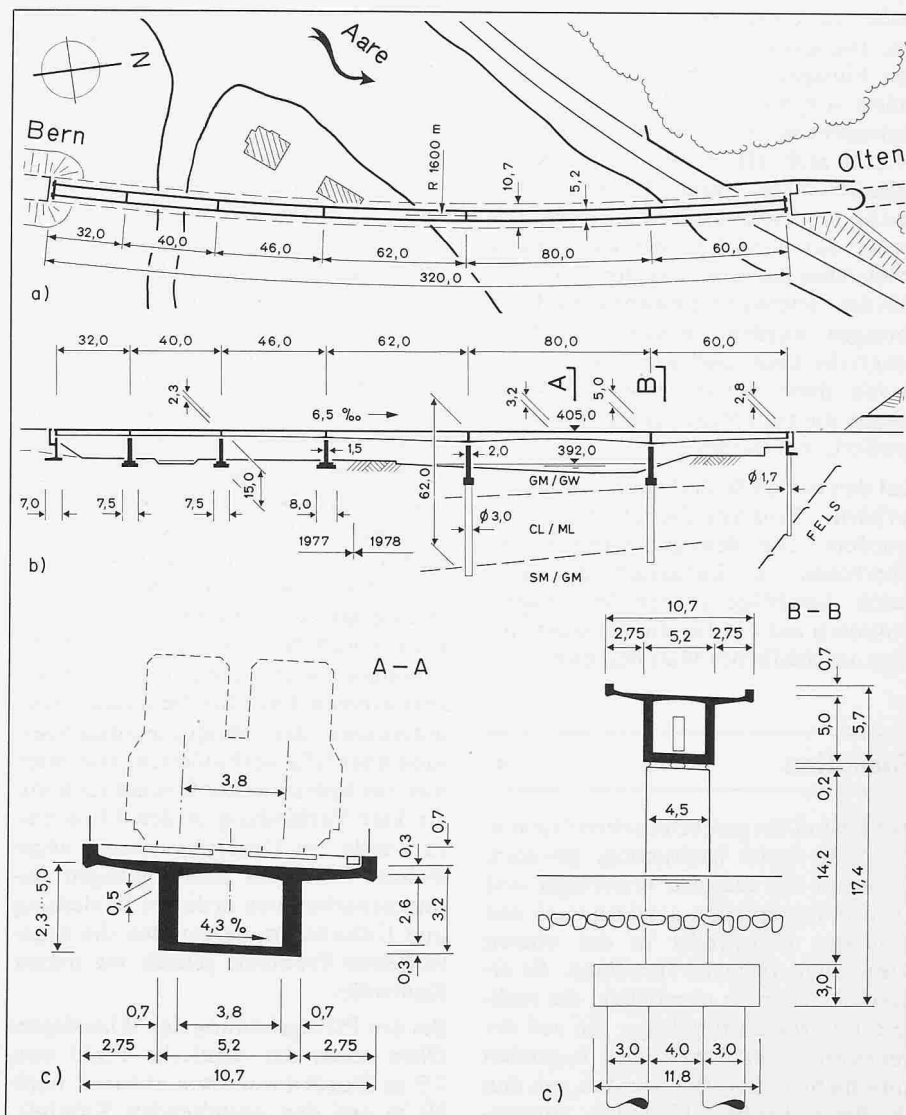 Aare
N
Bern
Olten
R 1600 m
10,7
5,2
32,0
40,0
46,0
62,0
80,0
60,0
320,0
a)
32,0 40,0 46,0 62,0 80,0 60,0
2,3
3,2
A
5,0
B
2,8
6,5 ‰
405,0
1,5
2,0
392,0
15,0
62,0
GM / GW
Ø 1,7
7,0
7,5
7,5
8,0
Ø 3,0
CL / ML
FELS
1977 1978
b)
SM / GM
A – A
3,8
0,7
0,3
2,3 – 5,0
0,15
4,3 %
2,6
3,2
0,3
0,7 3,8 0,7
2,75 5,2 2,75
10,7
c)
B – B
10,7
2,75 5,2 2,75
0,7
5,0
5,7
4,5
0,2
14,2
17,4
3,0
3,0 4,0 3,0
11,8
c)